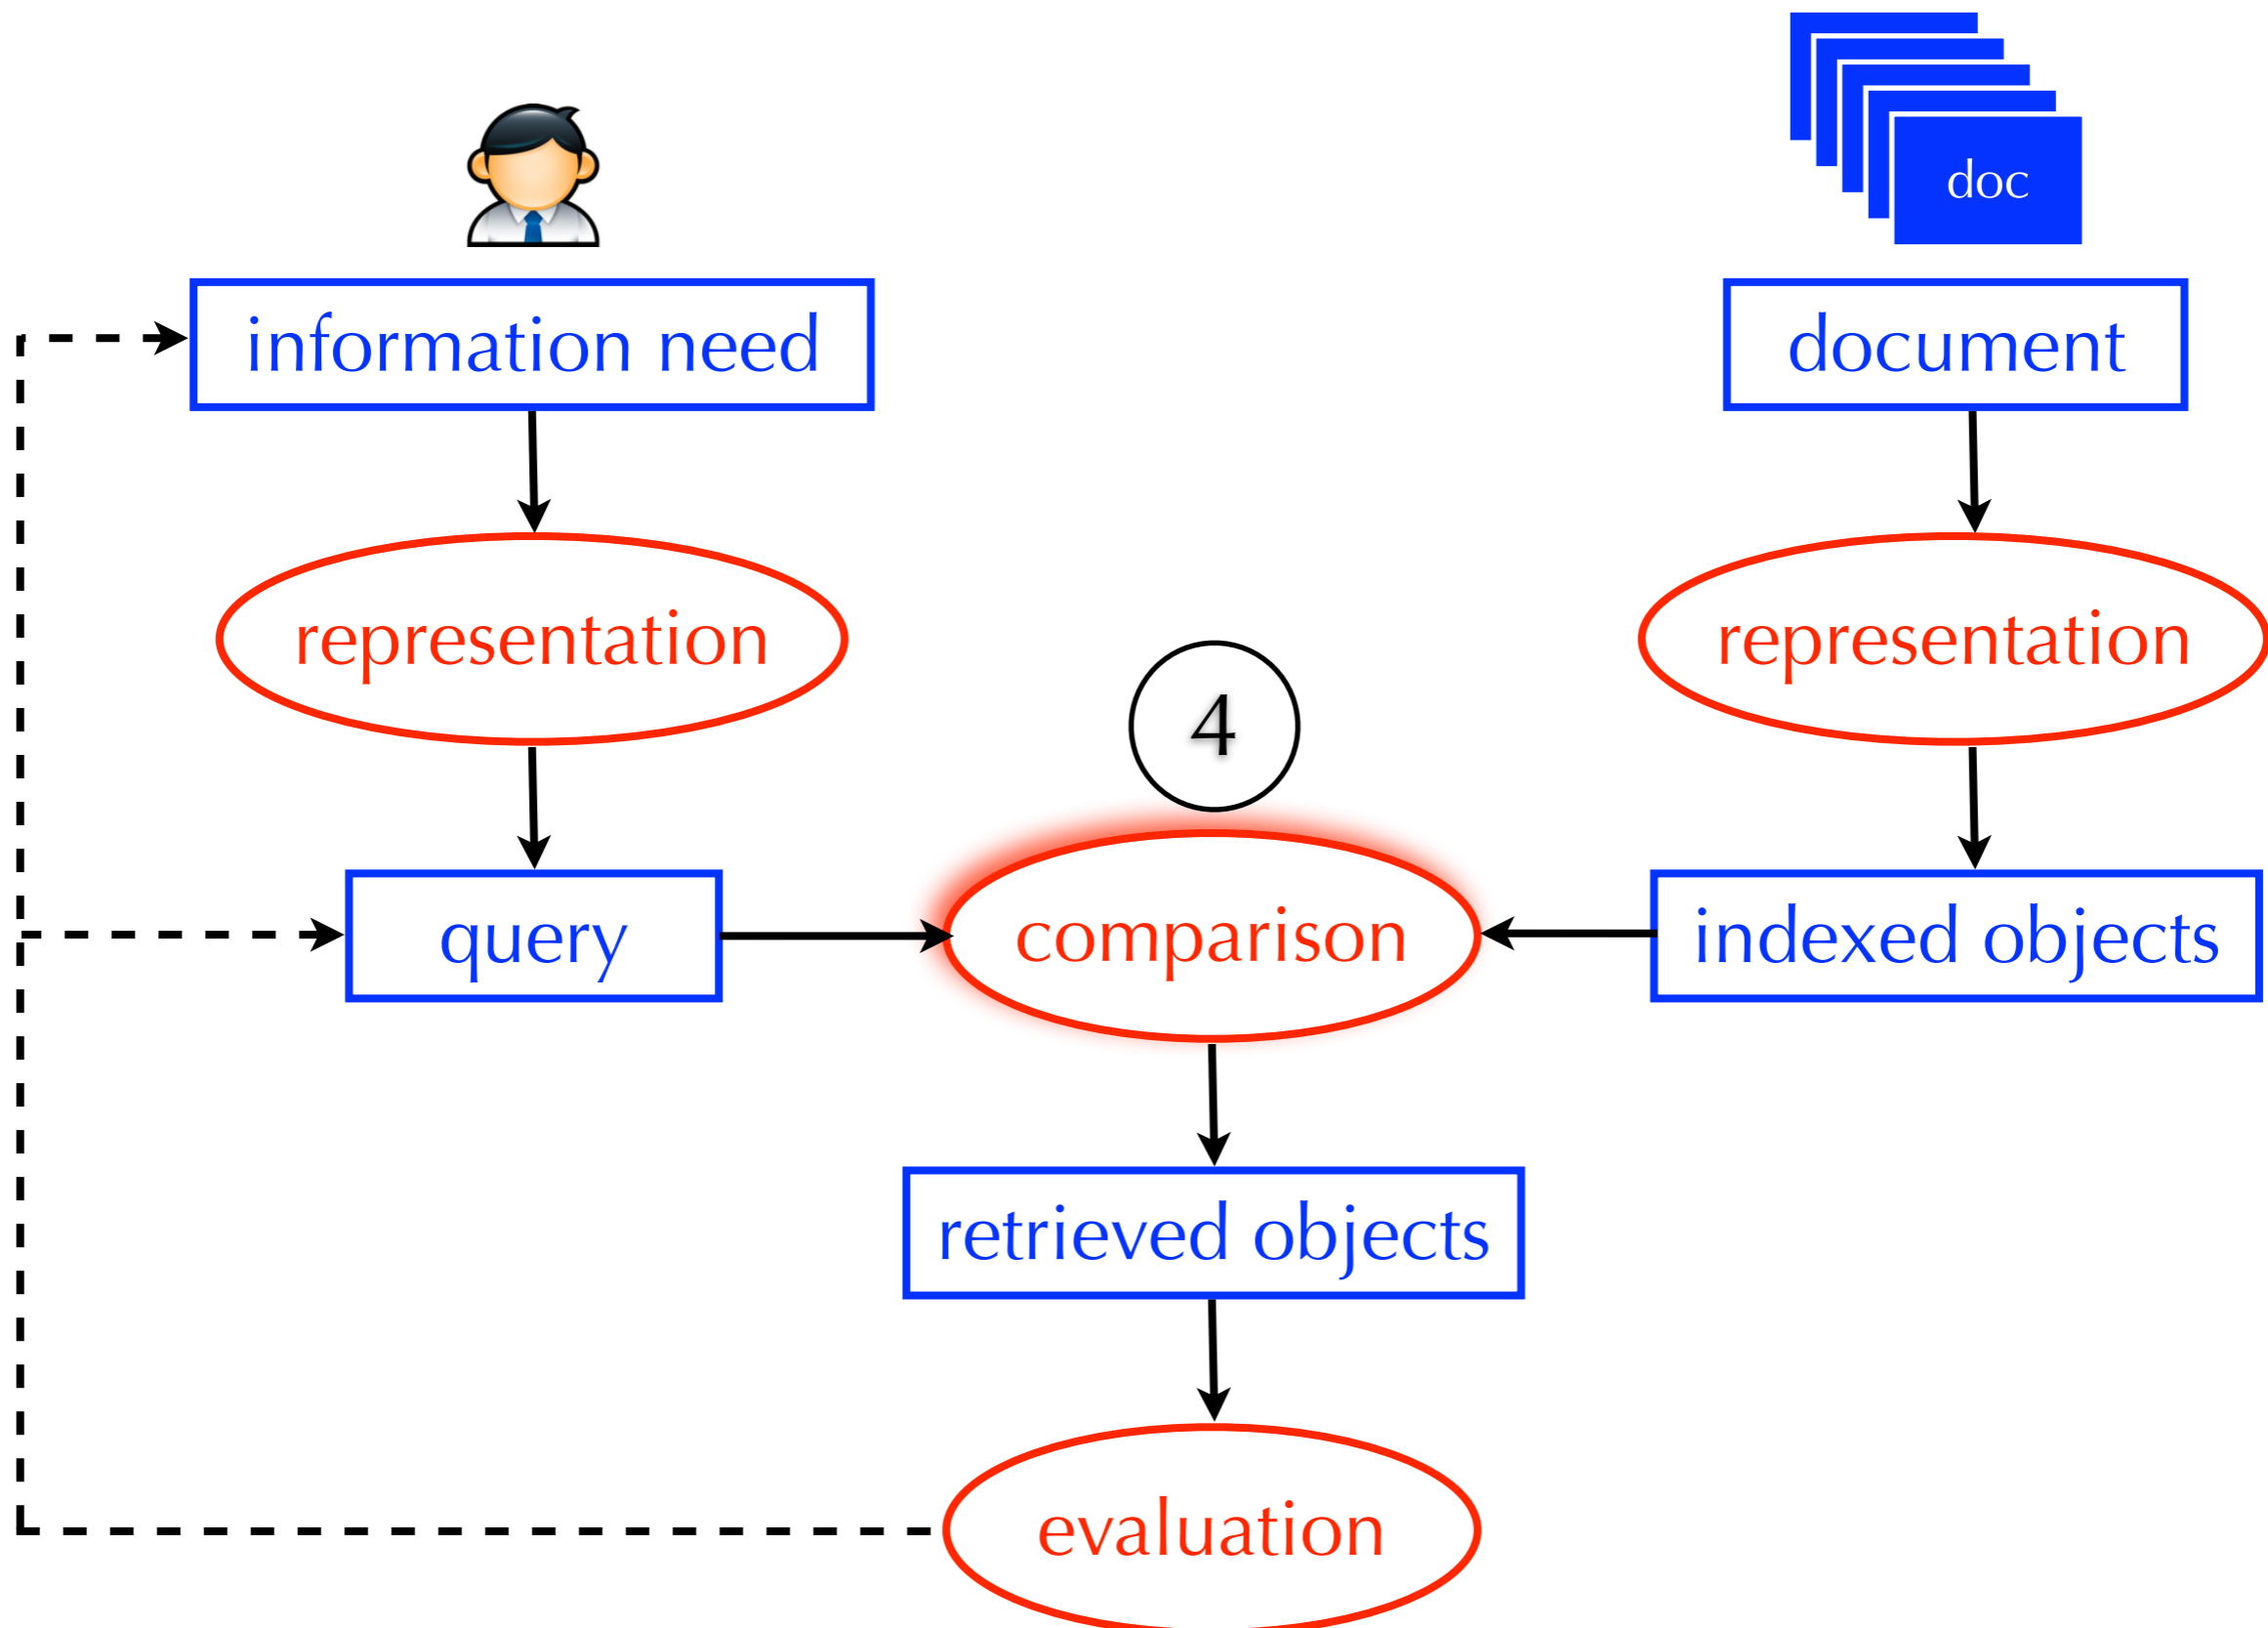 doc
information need
document
representation
representation
4
query
comparison
indexed objects
retrieved objects
evaluation